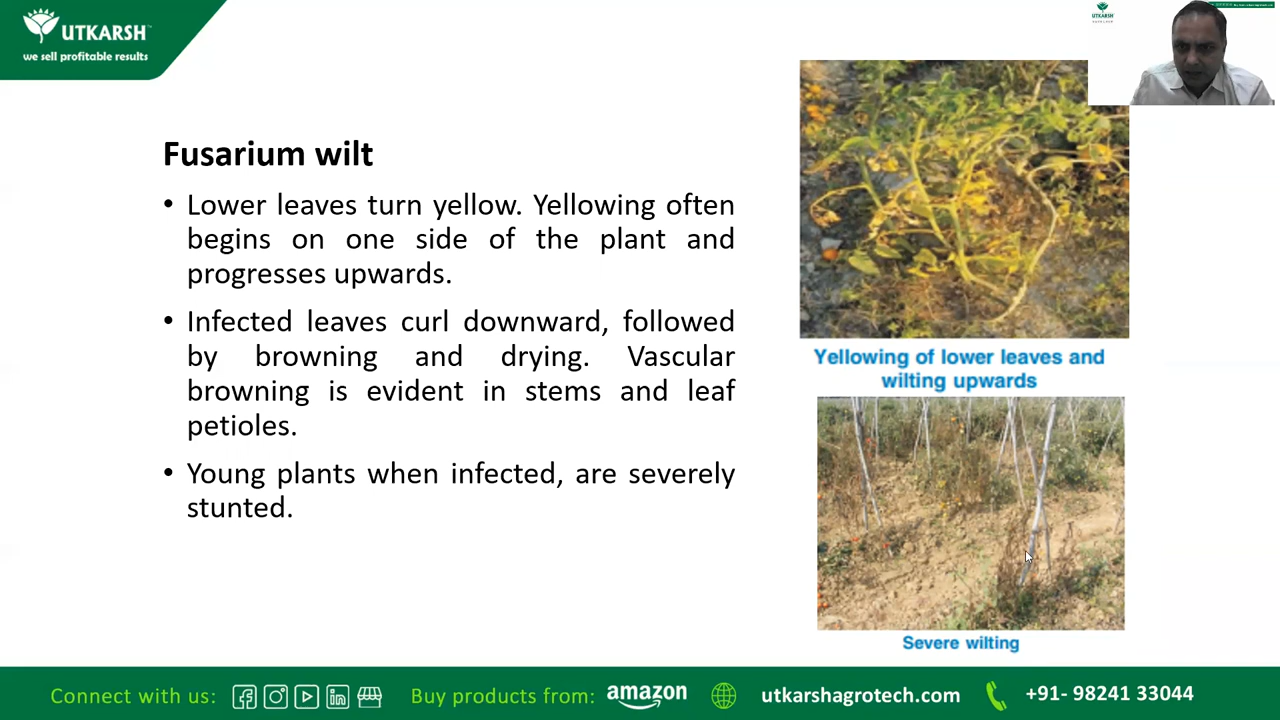 UTKARSH
we sell profitable results
UTKARSH
Fusarium wilt
• Lower leaves turn yellow. Yellowing often
begins on one side of the plant and
progresses upwards.
• Infected leaves curl downward, followed
by browning and drying. Vascular
browning is evident in stems and leaf
petioles.
• Young plants when infected, are severely
stunted.
Yellowing of lower leaves and
wilting upwards
Severe wilting
Connect with us:
Buy products from: amazon
utkarshagrotech.com
+91- 98241 33044